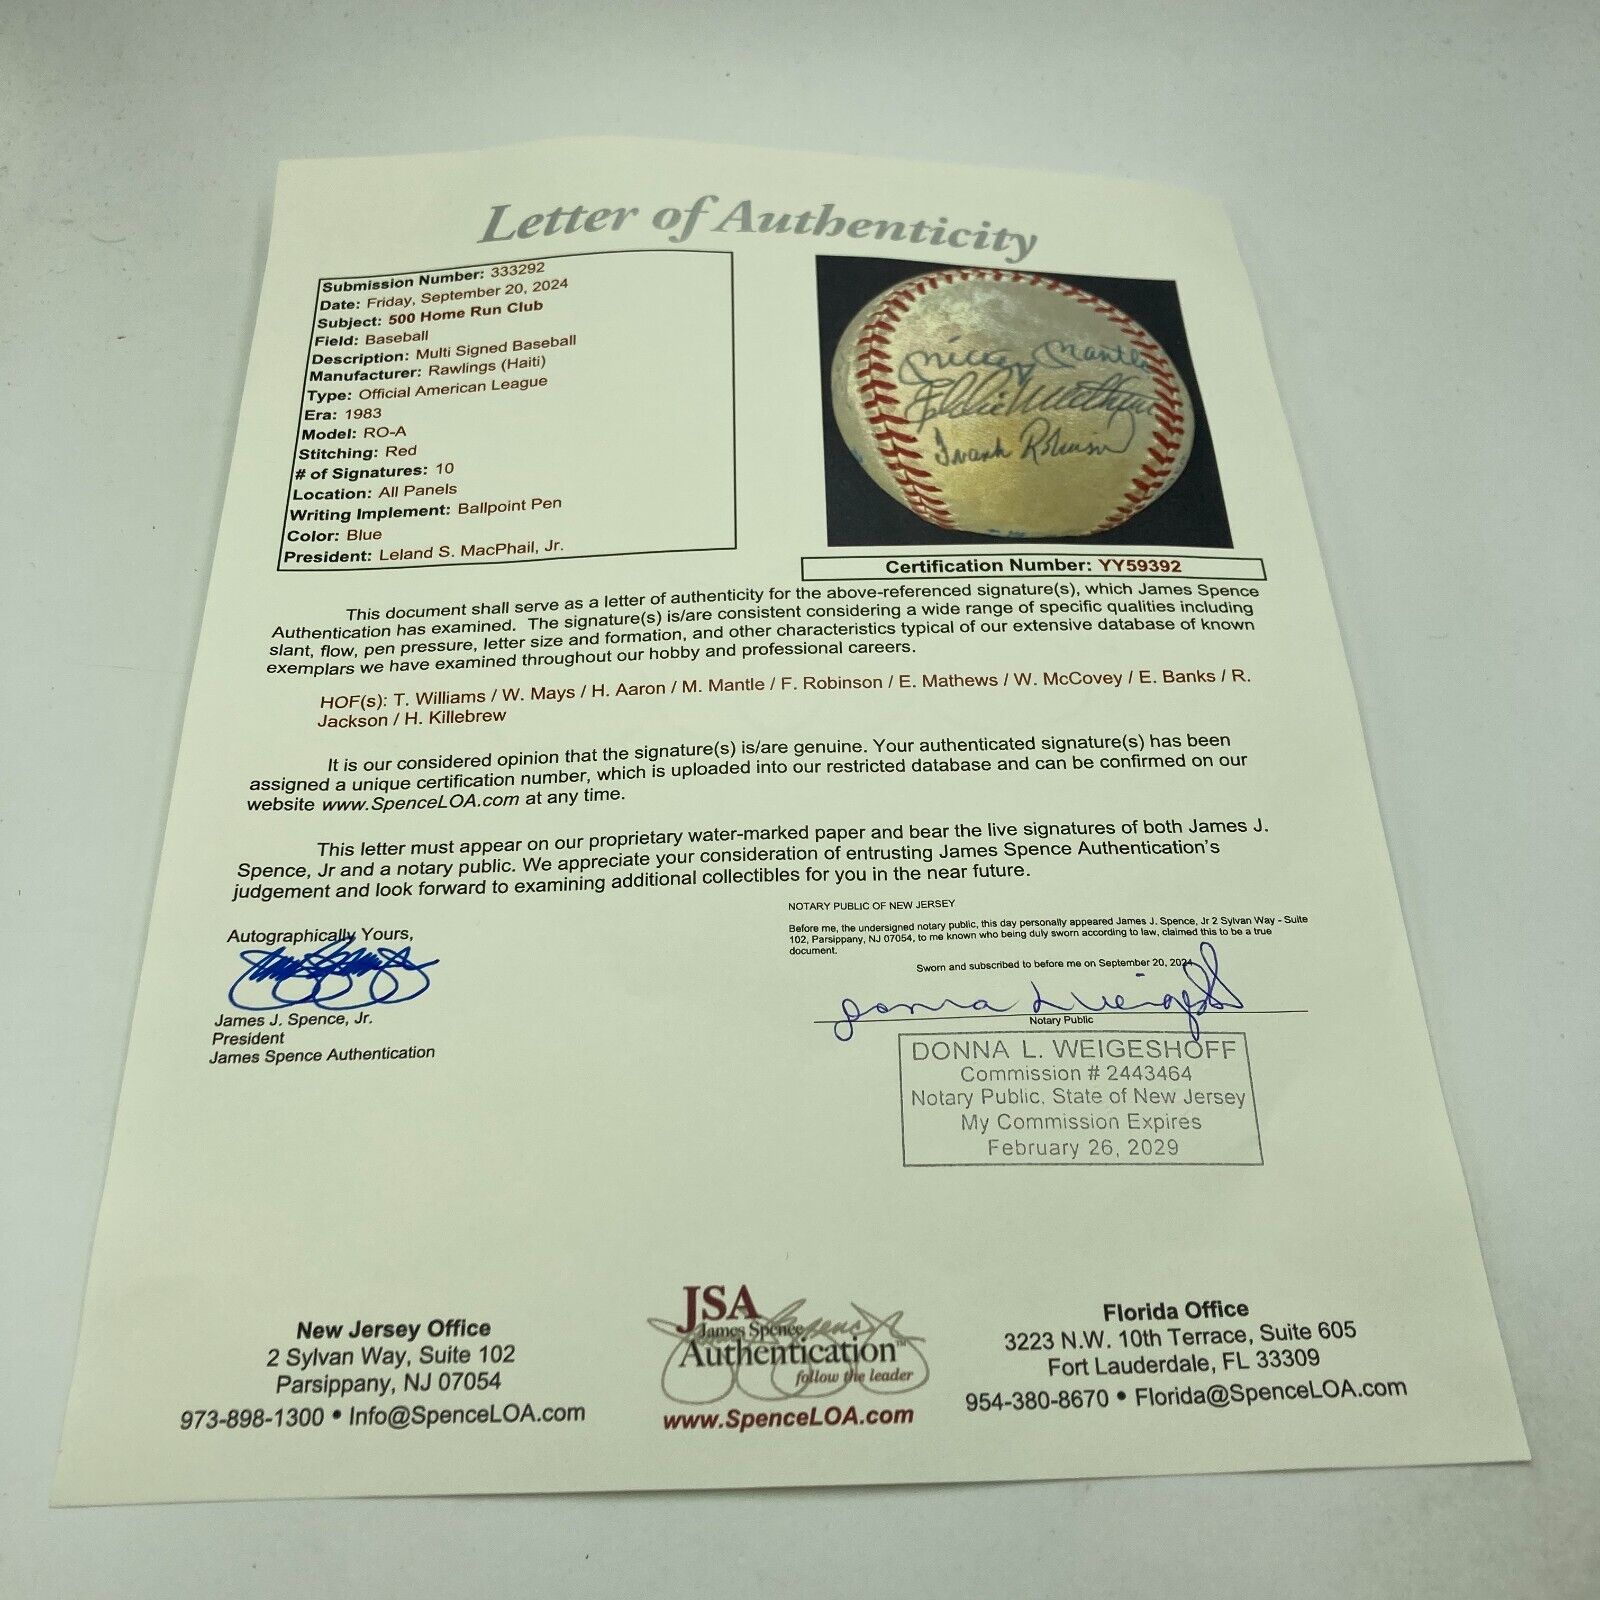 Letter of Authenticity
Submission Number: 333292
Date: Friday, September 20, 2024
Subject: 500 Home Run Club
Field: Baseball
Description: Multi Signed Baseball
Manufacturer: Rawlings (Haiti)
Type: Official American League
Era: 1983
Model: RO-A
Stitching: Red
# of Signatures: 10
Location: All Panels
Writing Implement: Ballpoint Pen
Color: Blue
President: Leland S. MacPhail, Jr.
Mickey Mantle
Eddie Mathews
Frank Robinson
Certification Number: YY59392
This document shall serve as a letter of authenticity for the above-referenced signature(s), which James Spence
Authentication has examined. The signature(s) is/are consistent considering a wide range of specific qualities including
slant, flow, pen pressure, letter size and formation, and other characteristics typical of our extensive database of known
exemplars we have examined throughout our hobby and professional careers.
HOF(s): T. Williams / W. Mays / H. Aaron / M. Mantle / F. Robinson / E. Mathews / W. McCovey / E. Banks / R.
Jackson / H. Killebrew
It is our considered opinion that the signature(s) is/are genuine. Your authenticated signature(s) has been
assigned a unique certification number, which is uploaded into our restricted database and can be confirmed on our
website www.SpenceLOA.com at any time.
This letter must appear on our proprietary water-marked paper and bear the live signatures of both James J.
Spence, Jr and a notary public. We appreciate your consideration of entrusting James Spence Authentication's
judgement and look forward to examining additional collectibles for you in the near future.
Autographically Yours,
James J. Spence, Jr.
President
James Spence Authentication
NOTARY PUBLIC OF NEW JERSEY
Before me, the undersigned notary public, this day personally appeared James J. Spence, Jr 2 Sylvan Way - Suite
102, Parsippany, NJ 07054, to me known who being duly sworn according to law, claimed this to be a true
document.
Sworn and subscribed to before me on September 20, 2024
Donna L Weigeshoff
Notary Public
DONNA L. WEIGESHOFF
Commission # 2443464
Notary Public, State of New Jersey
My Commission Expires
February 26, 2029
New Jersey Office
2 Sylvan Way, Suite 102
Parsippany, NJ 07054
973-898-1300 • Info@SpenceLOA.com
JSA
James Spence
Authentication™
follow the leader
www.SpenceLOA.com
Florida Office
3223 N.W. 10th Terrace, Suite 605
Fort Lauderdale, FL 33309
954-380-8670 • Florida@SpenceLOA.com